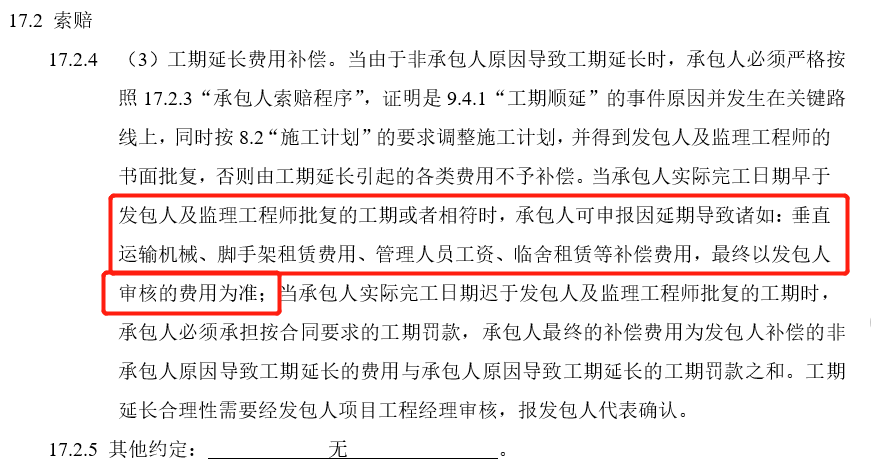 17.2 索赔
17.2.4 （3）工期延长费用补偿。当由于非承包人原因导致工期延长时，承包人必须严格按
照 17.2.3“承包人索赔程序”，证明是 9.4.1“工期顺延”的事件原因并发生在关键路
线上，同时按 8.2“施工计划”的要求调整施工计划，并得到发包人及监理工程师的
书面批复，否则由工期延长引起的各类费用不予补偿。当承包人实际完工日期早于
发包人及监理工程师批复的工期或者相符时，承包人可申报因延期导致诸如：垂直
运输机械、脚手架租赁费用、管理人员工资、临舍租赁等补偿费用，最终以发包人
审核的费用为准；当承包人实际完工日期迟于发包人及监理工程师批复的工期时，
承包人必须承担按合同要求的工期罚款，承包人最终的补偿费用为发包人补偿的非
承包人原因导致工期延长的费用与承包人原因导致工期延长的工期罚款之和。工期
延长合理性需要经发包人项目工程经理审核，报发包人代表确认。
17.2.5 其他约定：无。